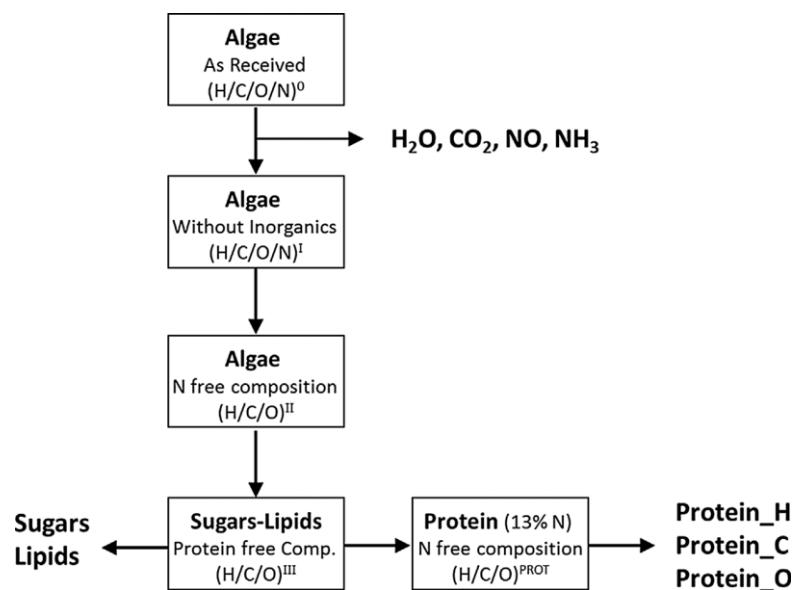 Algae
As Received
(H/C/O/N)⁰
H₂O, CO₂, NO, NH₃
Algae
Without Inorganics
(H/C/O/N)ᴵ
Algae
N free composition
(H/C/O)ᴵᴵ
Sugars
Lipids
Sugars-Lipids
Protein free Comp.
(H/C/O)ᴵᴵᴵ
Protein (13% N)
N free composition
(H/C/O)ᴾᴿᴼᵀ
Protein_H
Protein_C
Protein_O